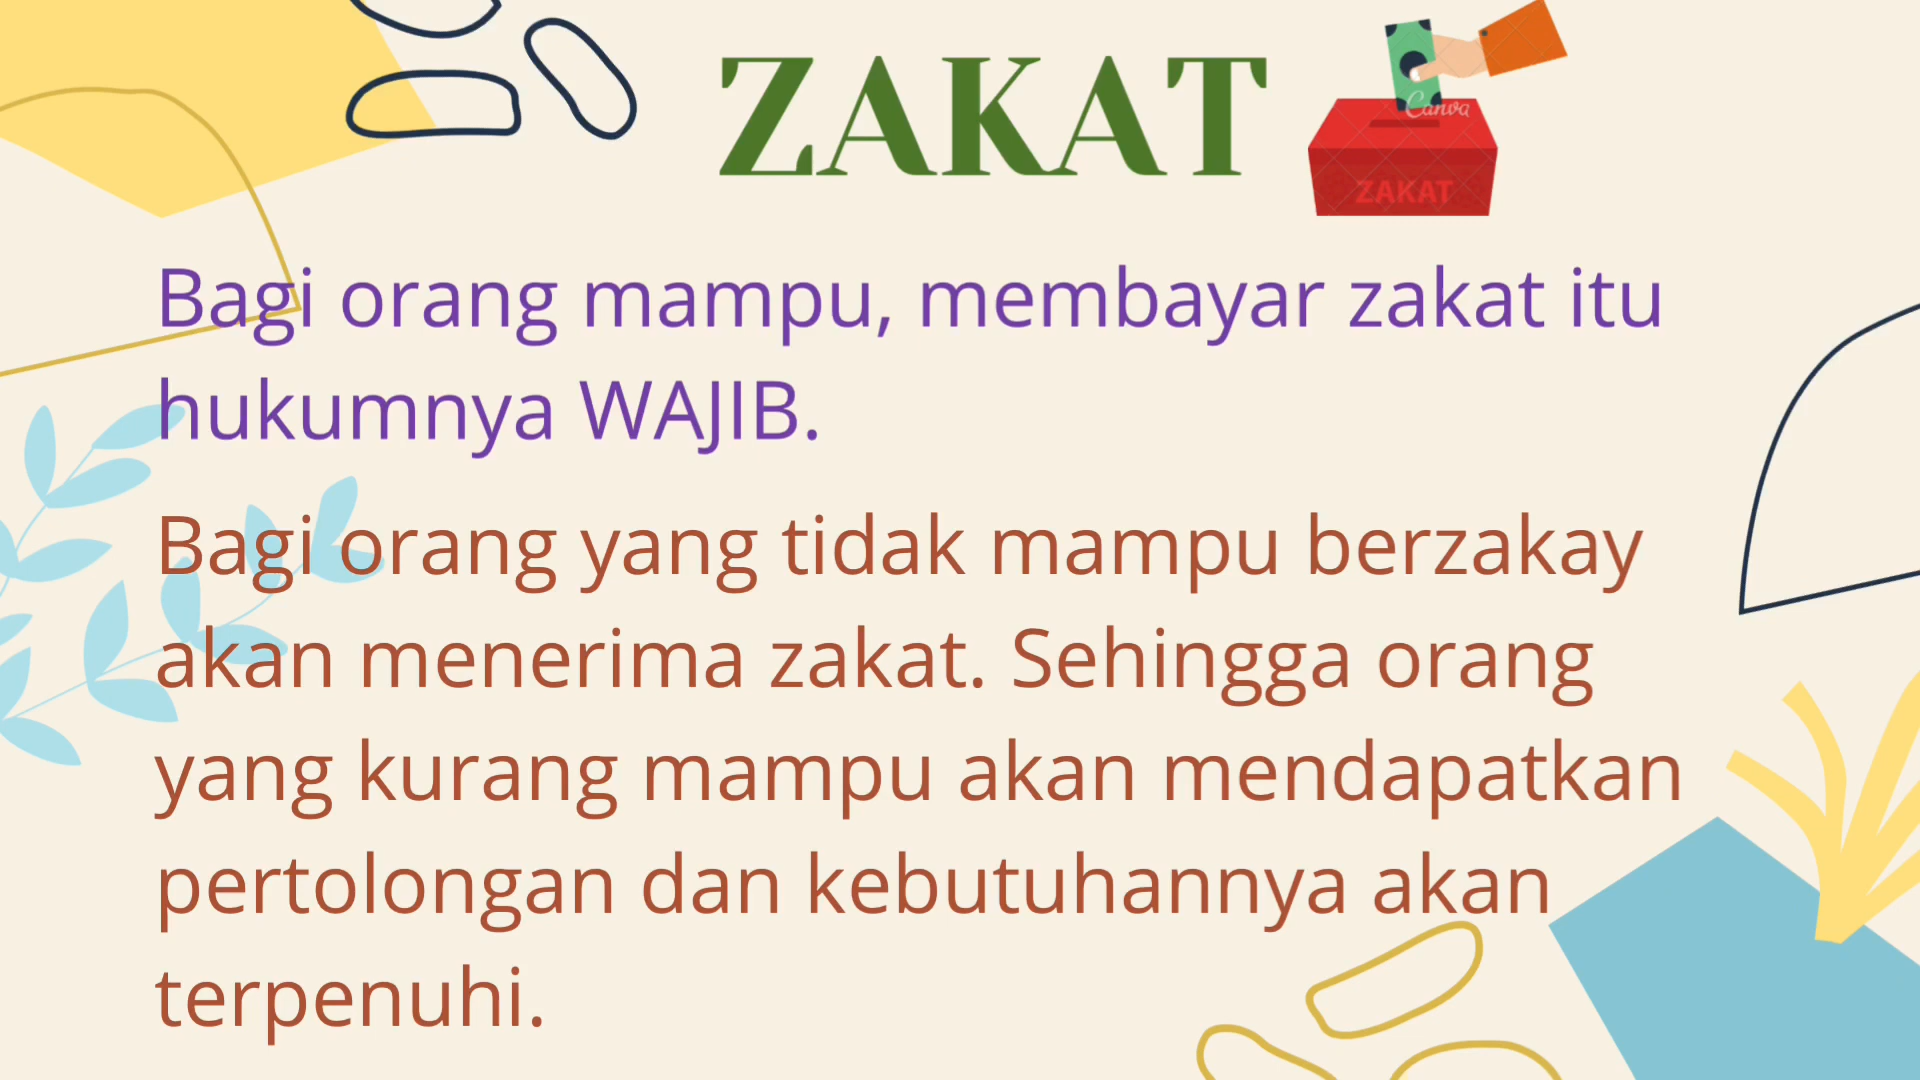 ZAKAT
Canva
ZAKAT
Bagi orang mampu, membayar zakat itu
hukumnya WAJIB.
Bagi orang yang tidak mampu berzakay
akan menerima zakat. Sehingga orang
yang kurang mampu akan mendapatkan
pertolongan dan kebutuhannya akan
terpenuhi.